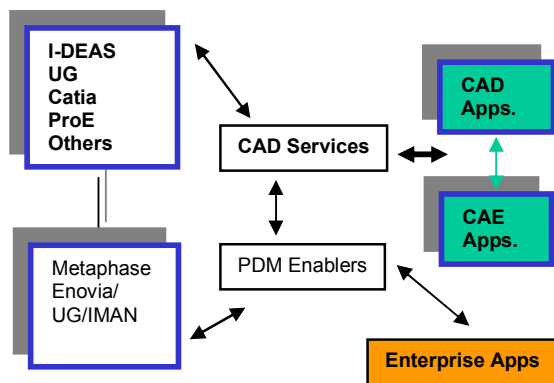 I-DEAS
UG
Catia
ProE
Others
CAD
Apps.
CAD Services
CAE
Apps.
Metaphase
Enovia/
UG/IMAN
PDM Enablers
Enterprise Apps